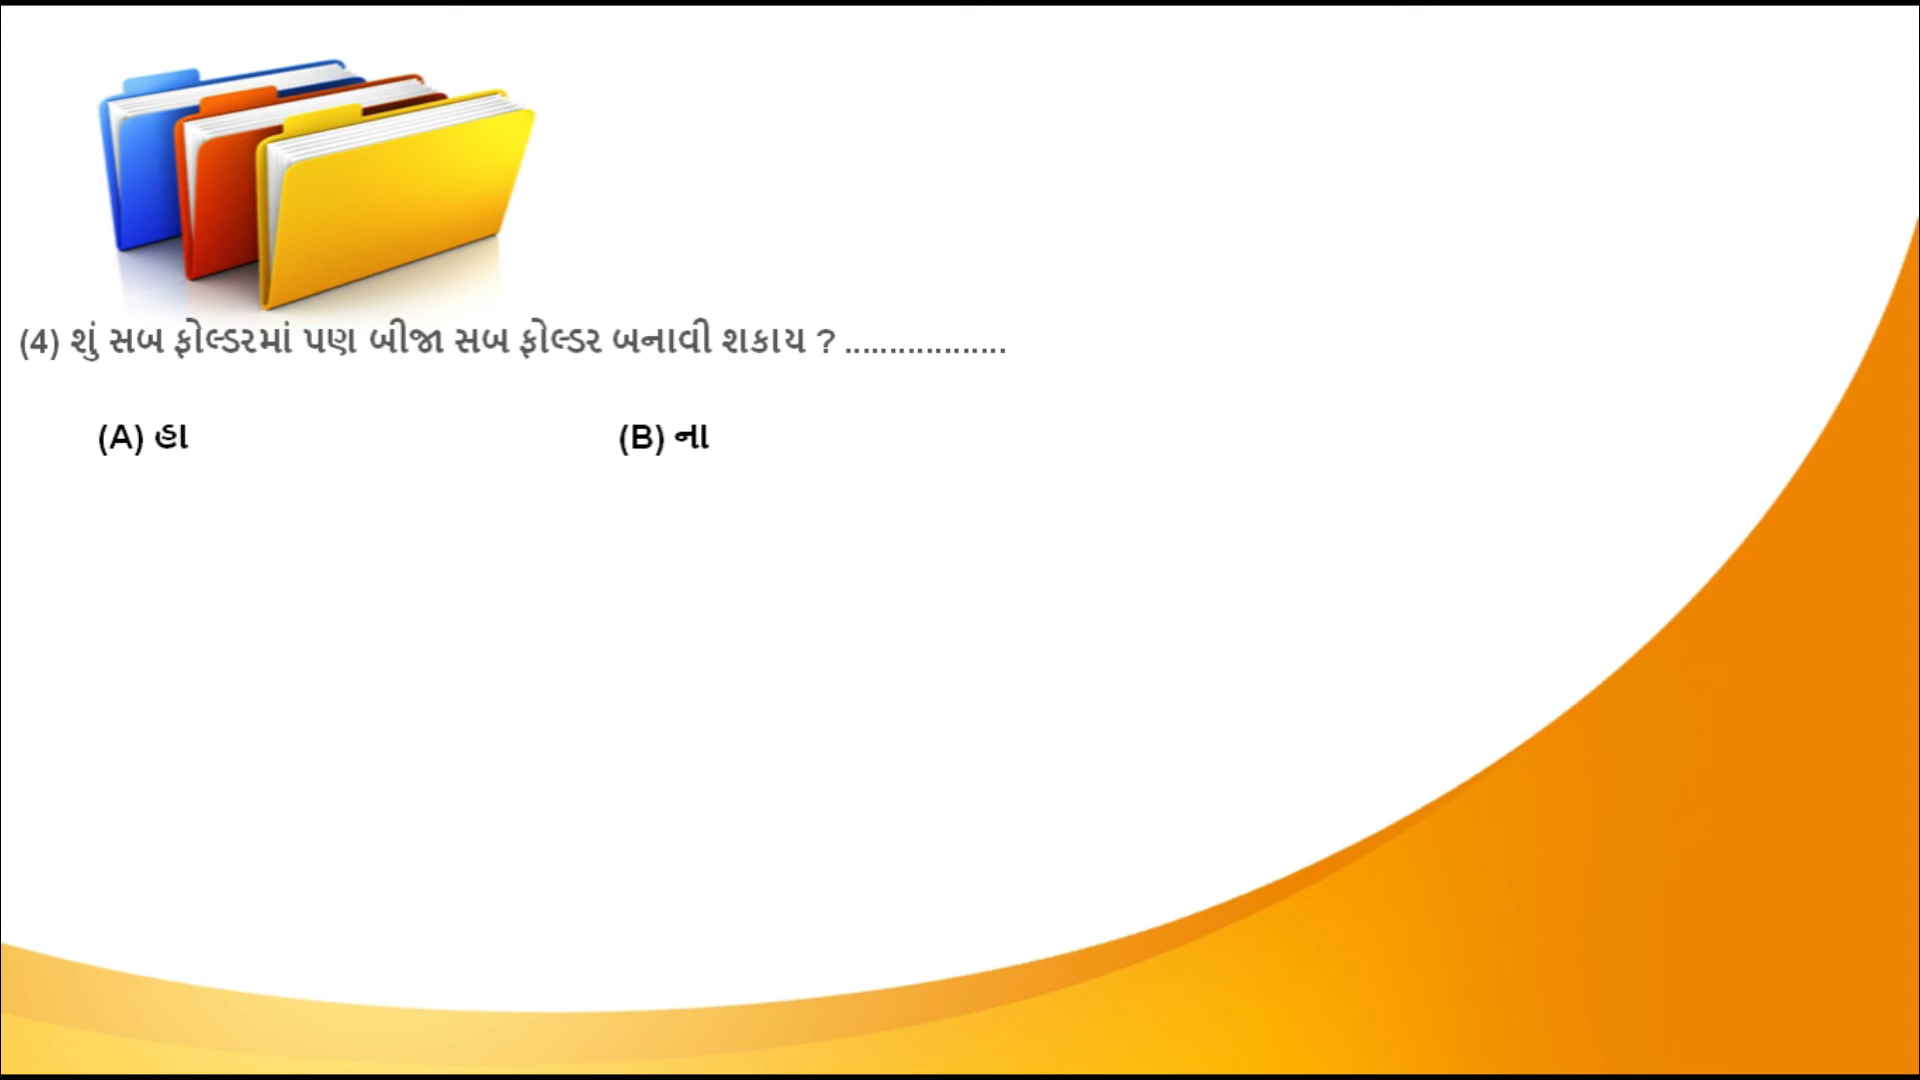 (4) શું સબ ફોલ્ડરમાં પણ બીજા સબ ફોલ્ડર બનાવી શકાય ? ..................
(A) હા (B) ના